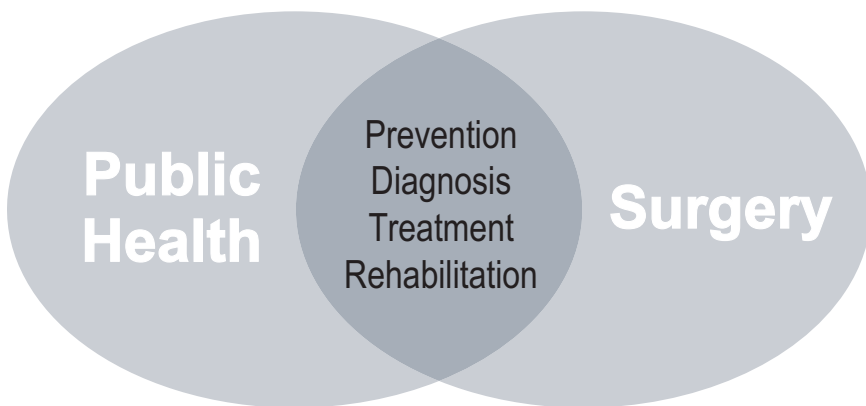 Public
Health
Prevention
Diagnosis
Treatment
Rehabilitation
Surgery